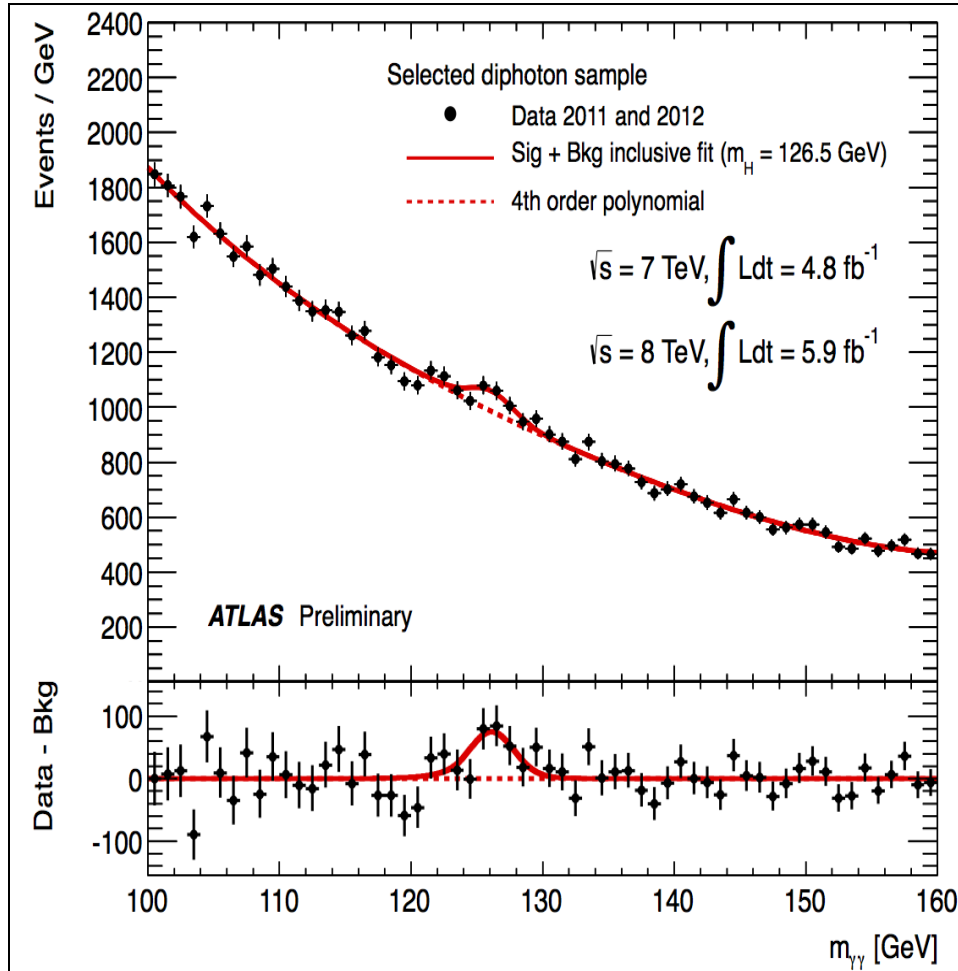 Events / GeV
2400
2200
2000
1800
1600
1400
1200
1000
800
600
400
200
Selected diphoton sample
Data 2011 and 2012
Sig + Bkg inclusive fit (m_H = 126.5 GeV)
4th order polynomial
√s = 7 TeV, ∫ Ldt = 4.8 fb⁻¹
√s = 8 TeV, ∫ Ldt = 5.9 fb⁻¹
ATLAS Preliminary
Data - Bkg
100
0
-100
100 110 120 130 140 150 160
m_γγ [GeV]